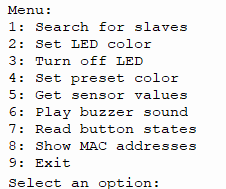 Menu:
1: Search for slaves
2: Set LED color
3: Turn off LED
4: Set preset color
5: Get sensor values
6: Play buzzer sound
7: Read button states
8: Show MAC addresses
9: Exit
Select an option: